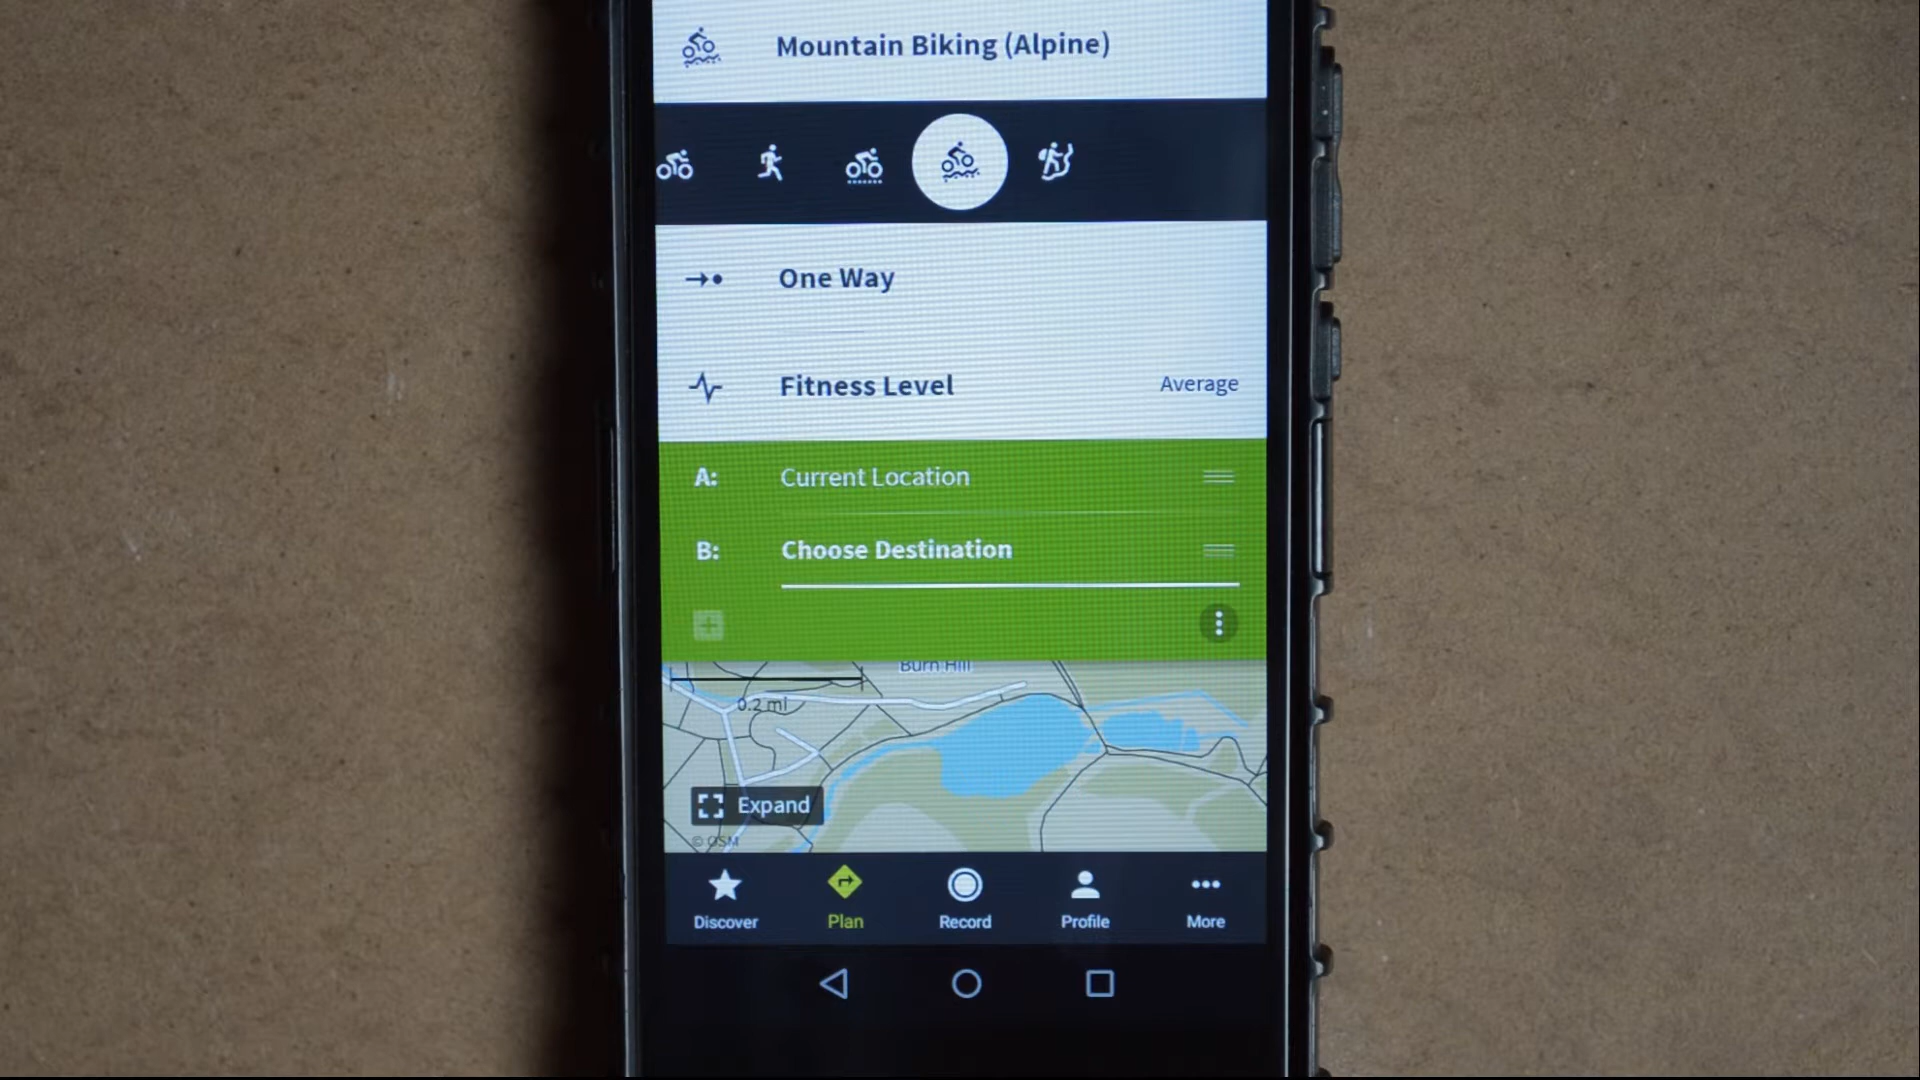 Mountain Biking (Alpine)
One Way
Fitness Level Average
A: Current Location
B: Choose Destination
Burn Hill
0.2 mi
Expand
© OSM
Discover Plan Record Profile More